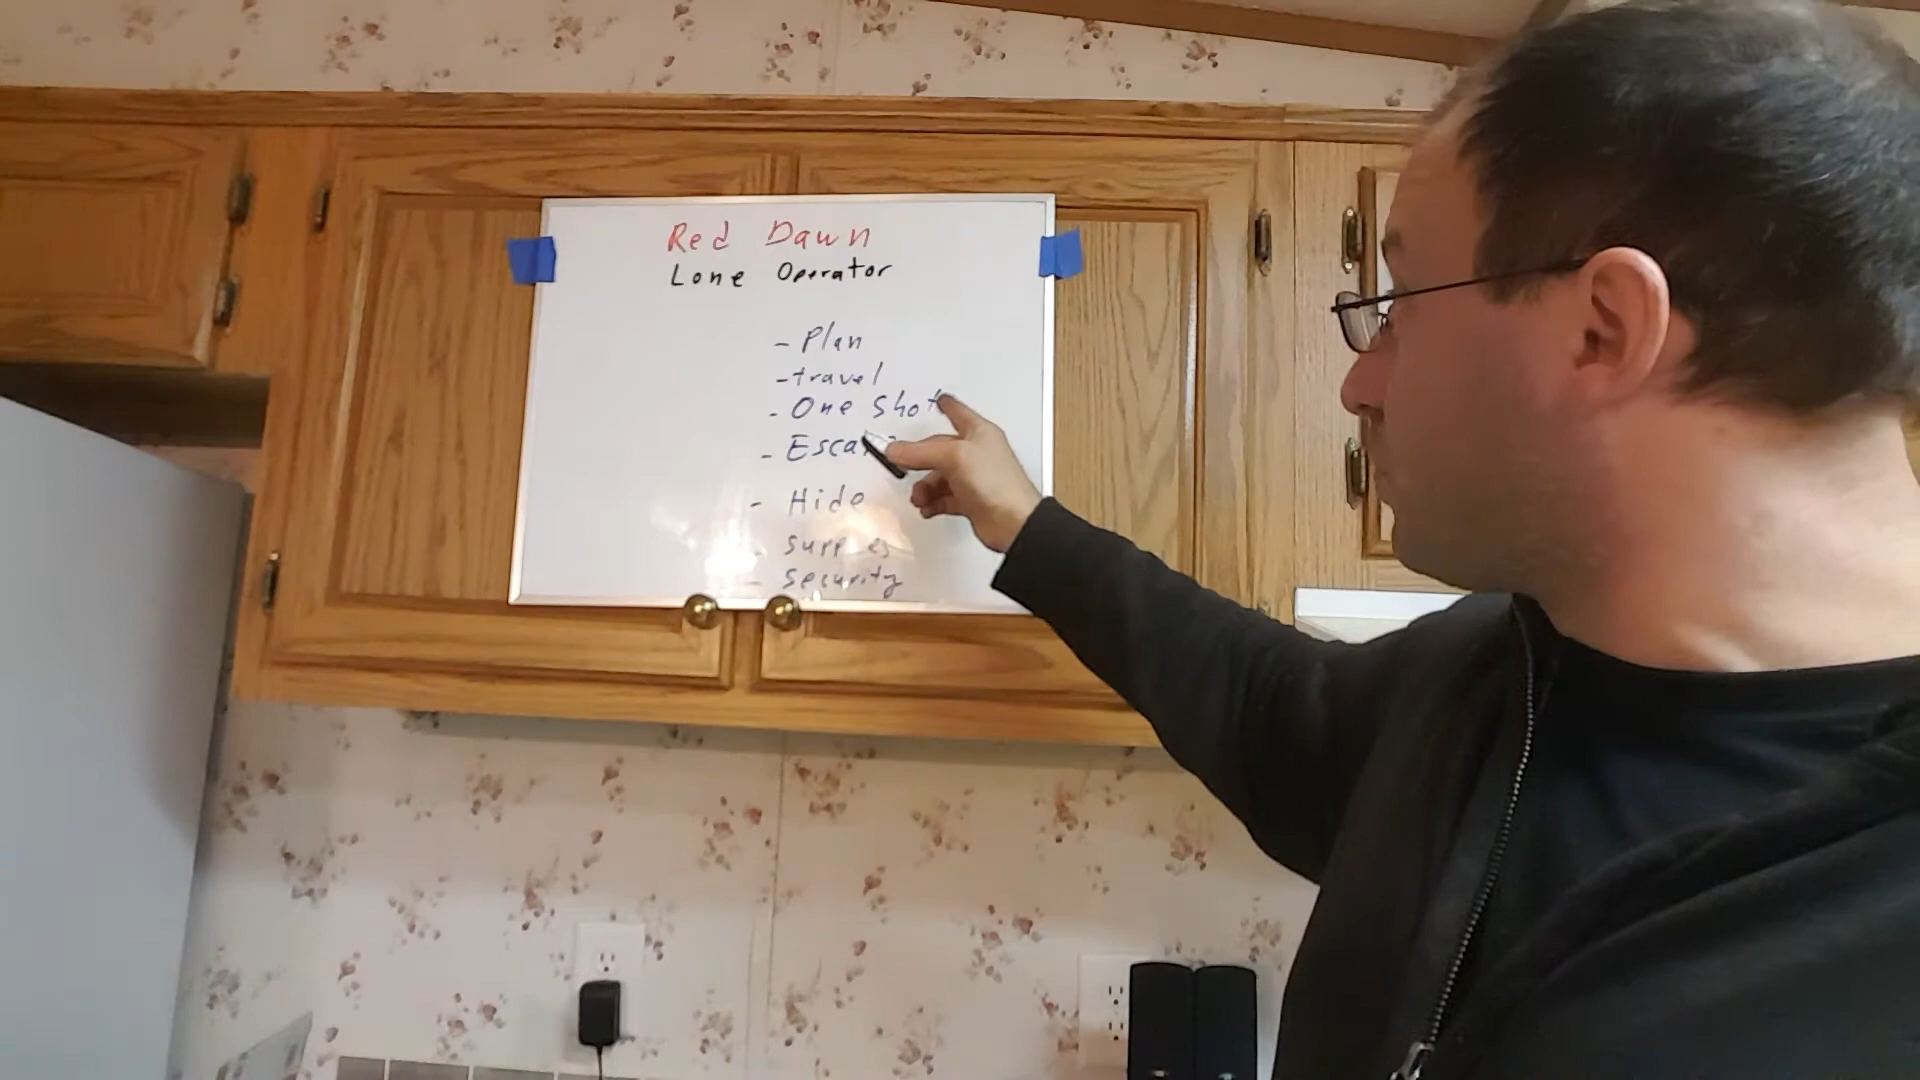 Red Dawn
Lone Operator
- Plan
- travel
- One Shot
- Hide
- security